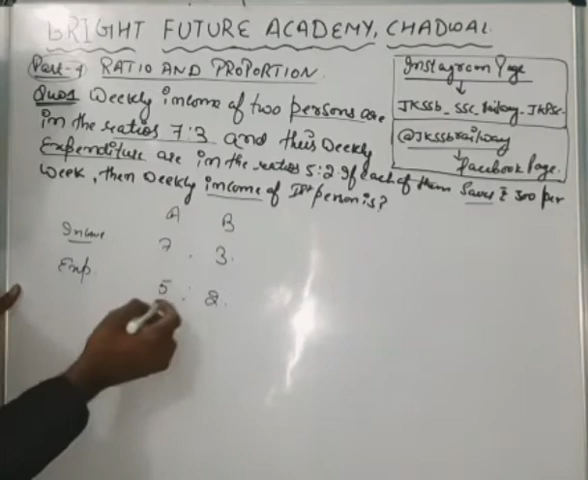 BRIGHT FUTURE ACADEMY, CHADWAL
Part-4 RATIO AND PROPORTION
Ques Weekly income of two persons are
in the ratios 7:3 and their Weekly
Expenditure are in the ratios 5:2. If each of them Saves ₹ 300 per
week, then Weekly income of Ist person is?
Instagram Page
↓
JKSSB_SSC_Railway_JKPSC
@JKSSBRailway
Facebook Page.
A B
Income 7 : 3.
Exp. 5 : 2.